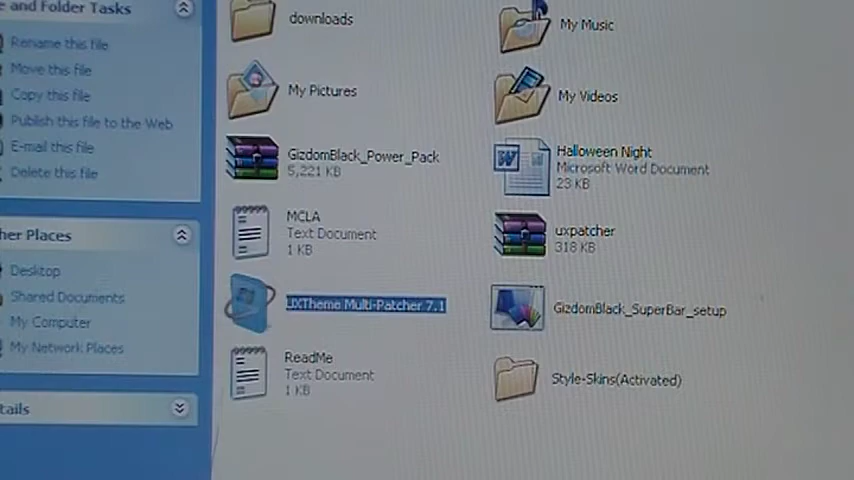 e and Folder Tasks
Rename this file
Move this file
Copy this file
Publish this file to the Web
E-mail this file
Delete this file
her Places
Desktop
Shared Documents
My Computer
My Network Places
tails
downloads
My Music
My Pictures
My Videos
GizdomBlack_Power_Pack
5,221 KB
Halloween Night
Microsoft Word Document
23 KB
MCLA
Text Document
1 KB
uxpatcher
318 KB
UXTheme Multi-Patcher 7.1
GizdomBlack_SuperBar_setup
ReadMe
Text Document
1 KB
Style-Skins(Activated)